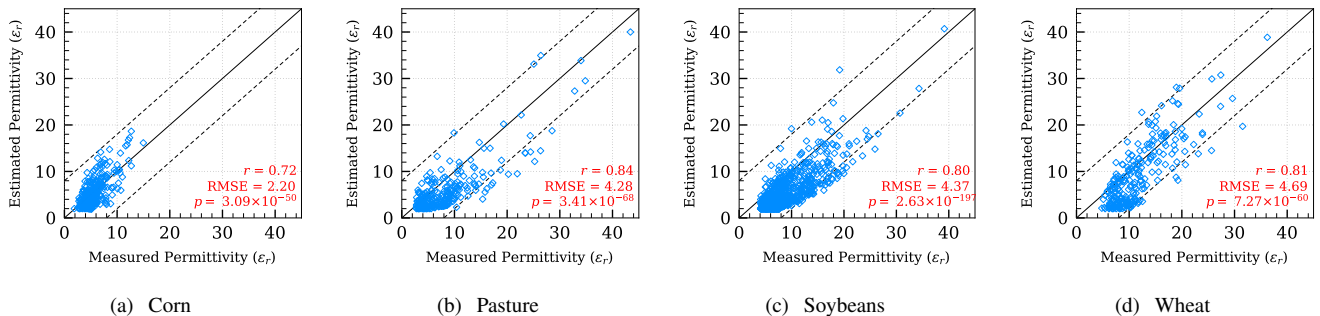 Estimated Permittivity (εr)
40
30
20
10
0
0 10 20 30 40
Measured Permittivity (εr)
r = 0.72
RMSE = 2.20
p = 3.09×10−50
(a) Corn
Estimated Permittivity (εr)
40
30
20
10
0
0 10 20 30 40
Measured Permittivity (εr)
r = 0.84
RMSE = 4.28
p = 3.41×10−68
(b) Pasture
Estimated Permittivity (εr)
40
30
20
10
0
0 10 20 30 40
Measured Permittivity (εr)
r = 0.80
RMSE = 4.37
p = 2.63×10−197
(c) Soybeans
Estimated Permittivity (εr)
40
30
20
10
0
0 10 20 30 40
Measured Permittivity (εr)
r = 0.81
RMSE = 4.69
p = 7.27×10−60
(d) Wheat